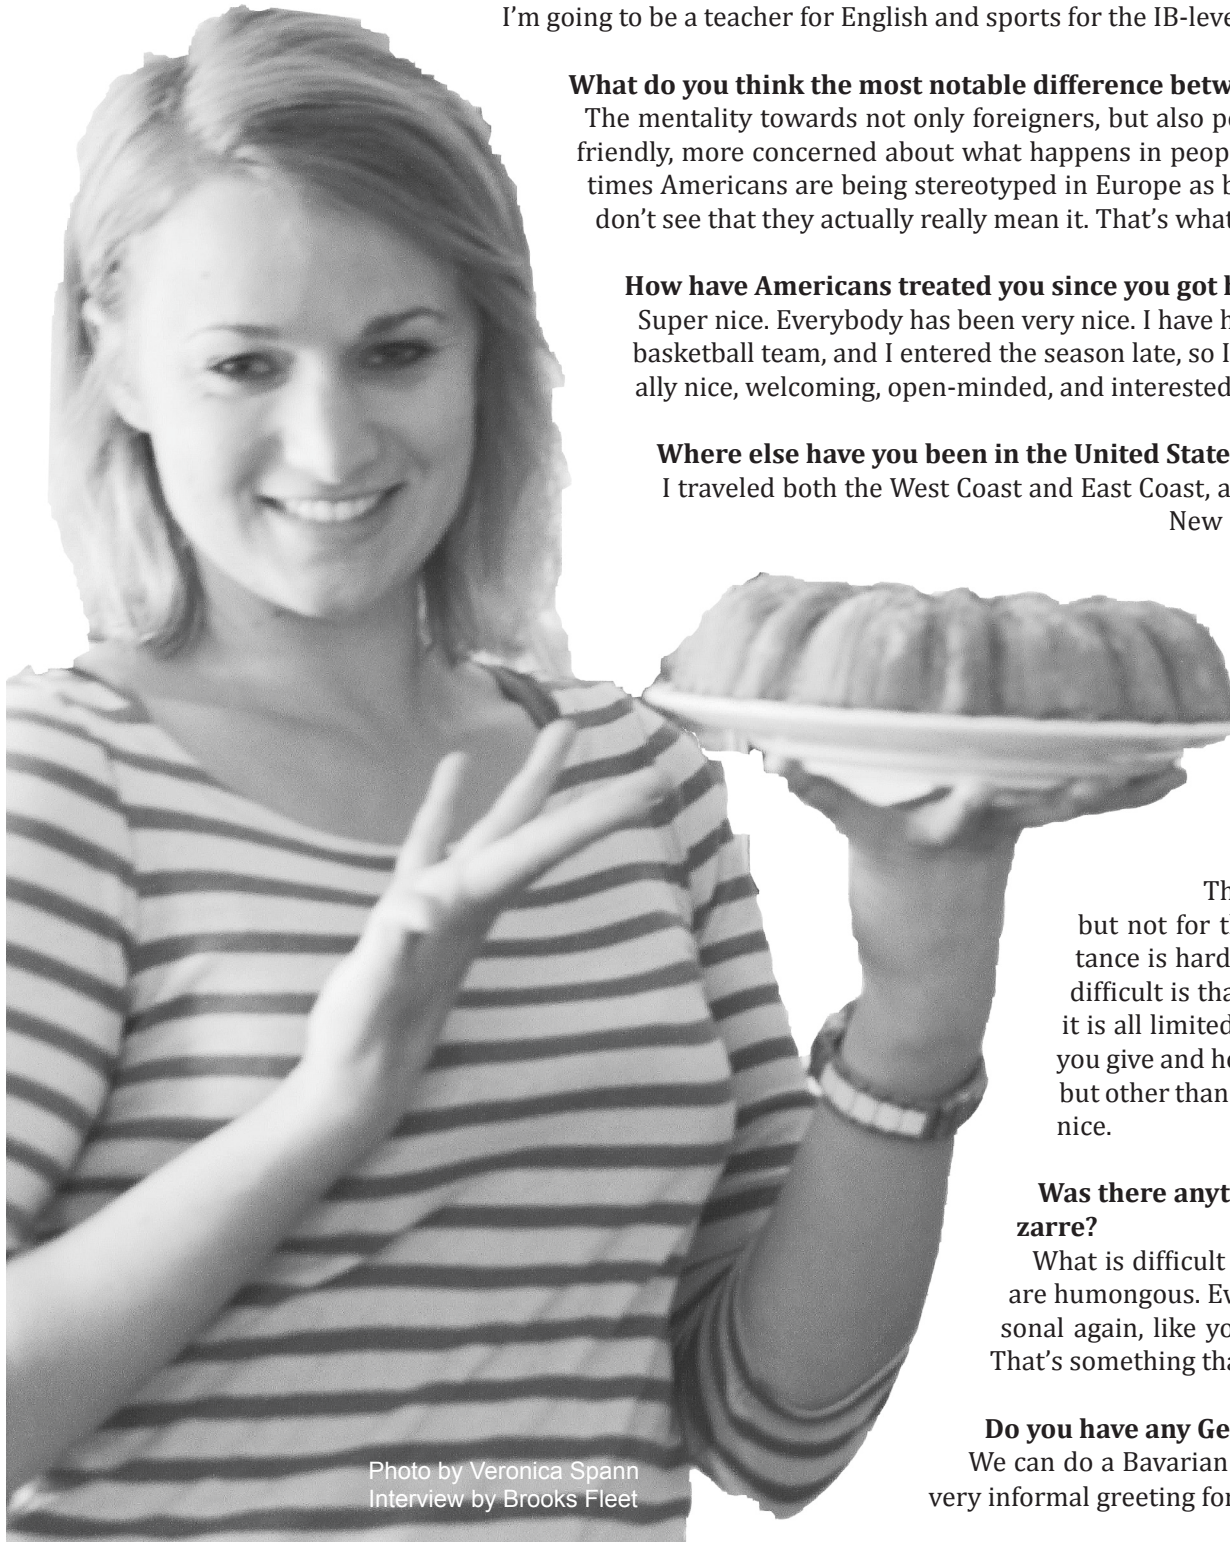 I’m going to be a teacher for English and sports for the IB-leve
What do you think the most notable difference betw
The mentality towards not only foreigners, but also pe
friendly, more concerned about what happens in peop
times Americans are being stereotyped in Europe as b
don’t see that they actually really mean it. That’s what
How have Americans treated you since you got h
Super nice. Everybody has been very nice. I have h
basketball team, and I entered the season late, so I
ally nice, welcoming, open-minded, and interested
Where else have you been in the United State
I traveled both the West Coast and East Coast, a
New
Th
but not for t
tance is hard
difficult is tha
it is all limited
you give and he
but other than
nice.
Was there anyt
zarre?
What is difficult
are humongous. Ev
sonal again, like yo
That’s something tha
Do you have any Ge
We can do a Bavarian
very informal greeting for
Photo by Veronica Spann
Interview by Brooks Fleet